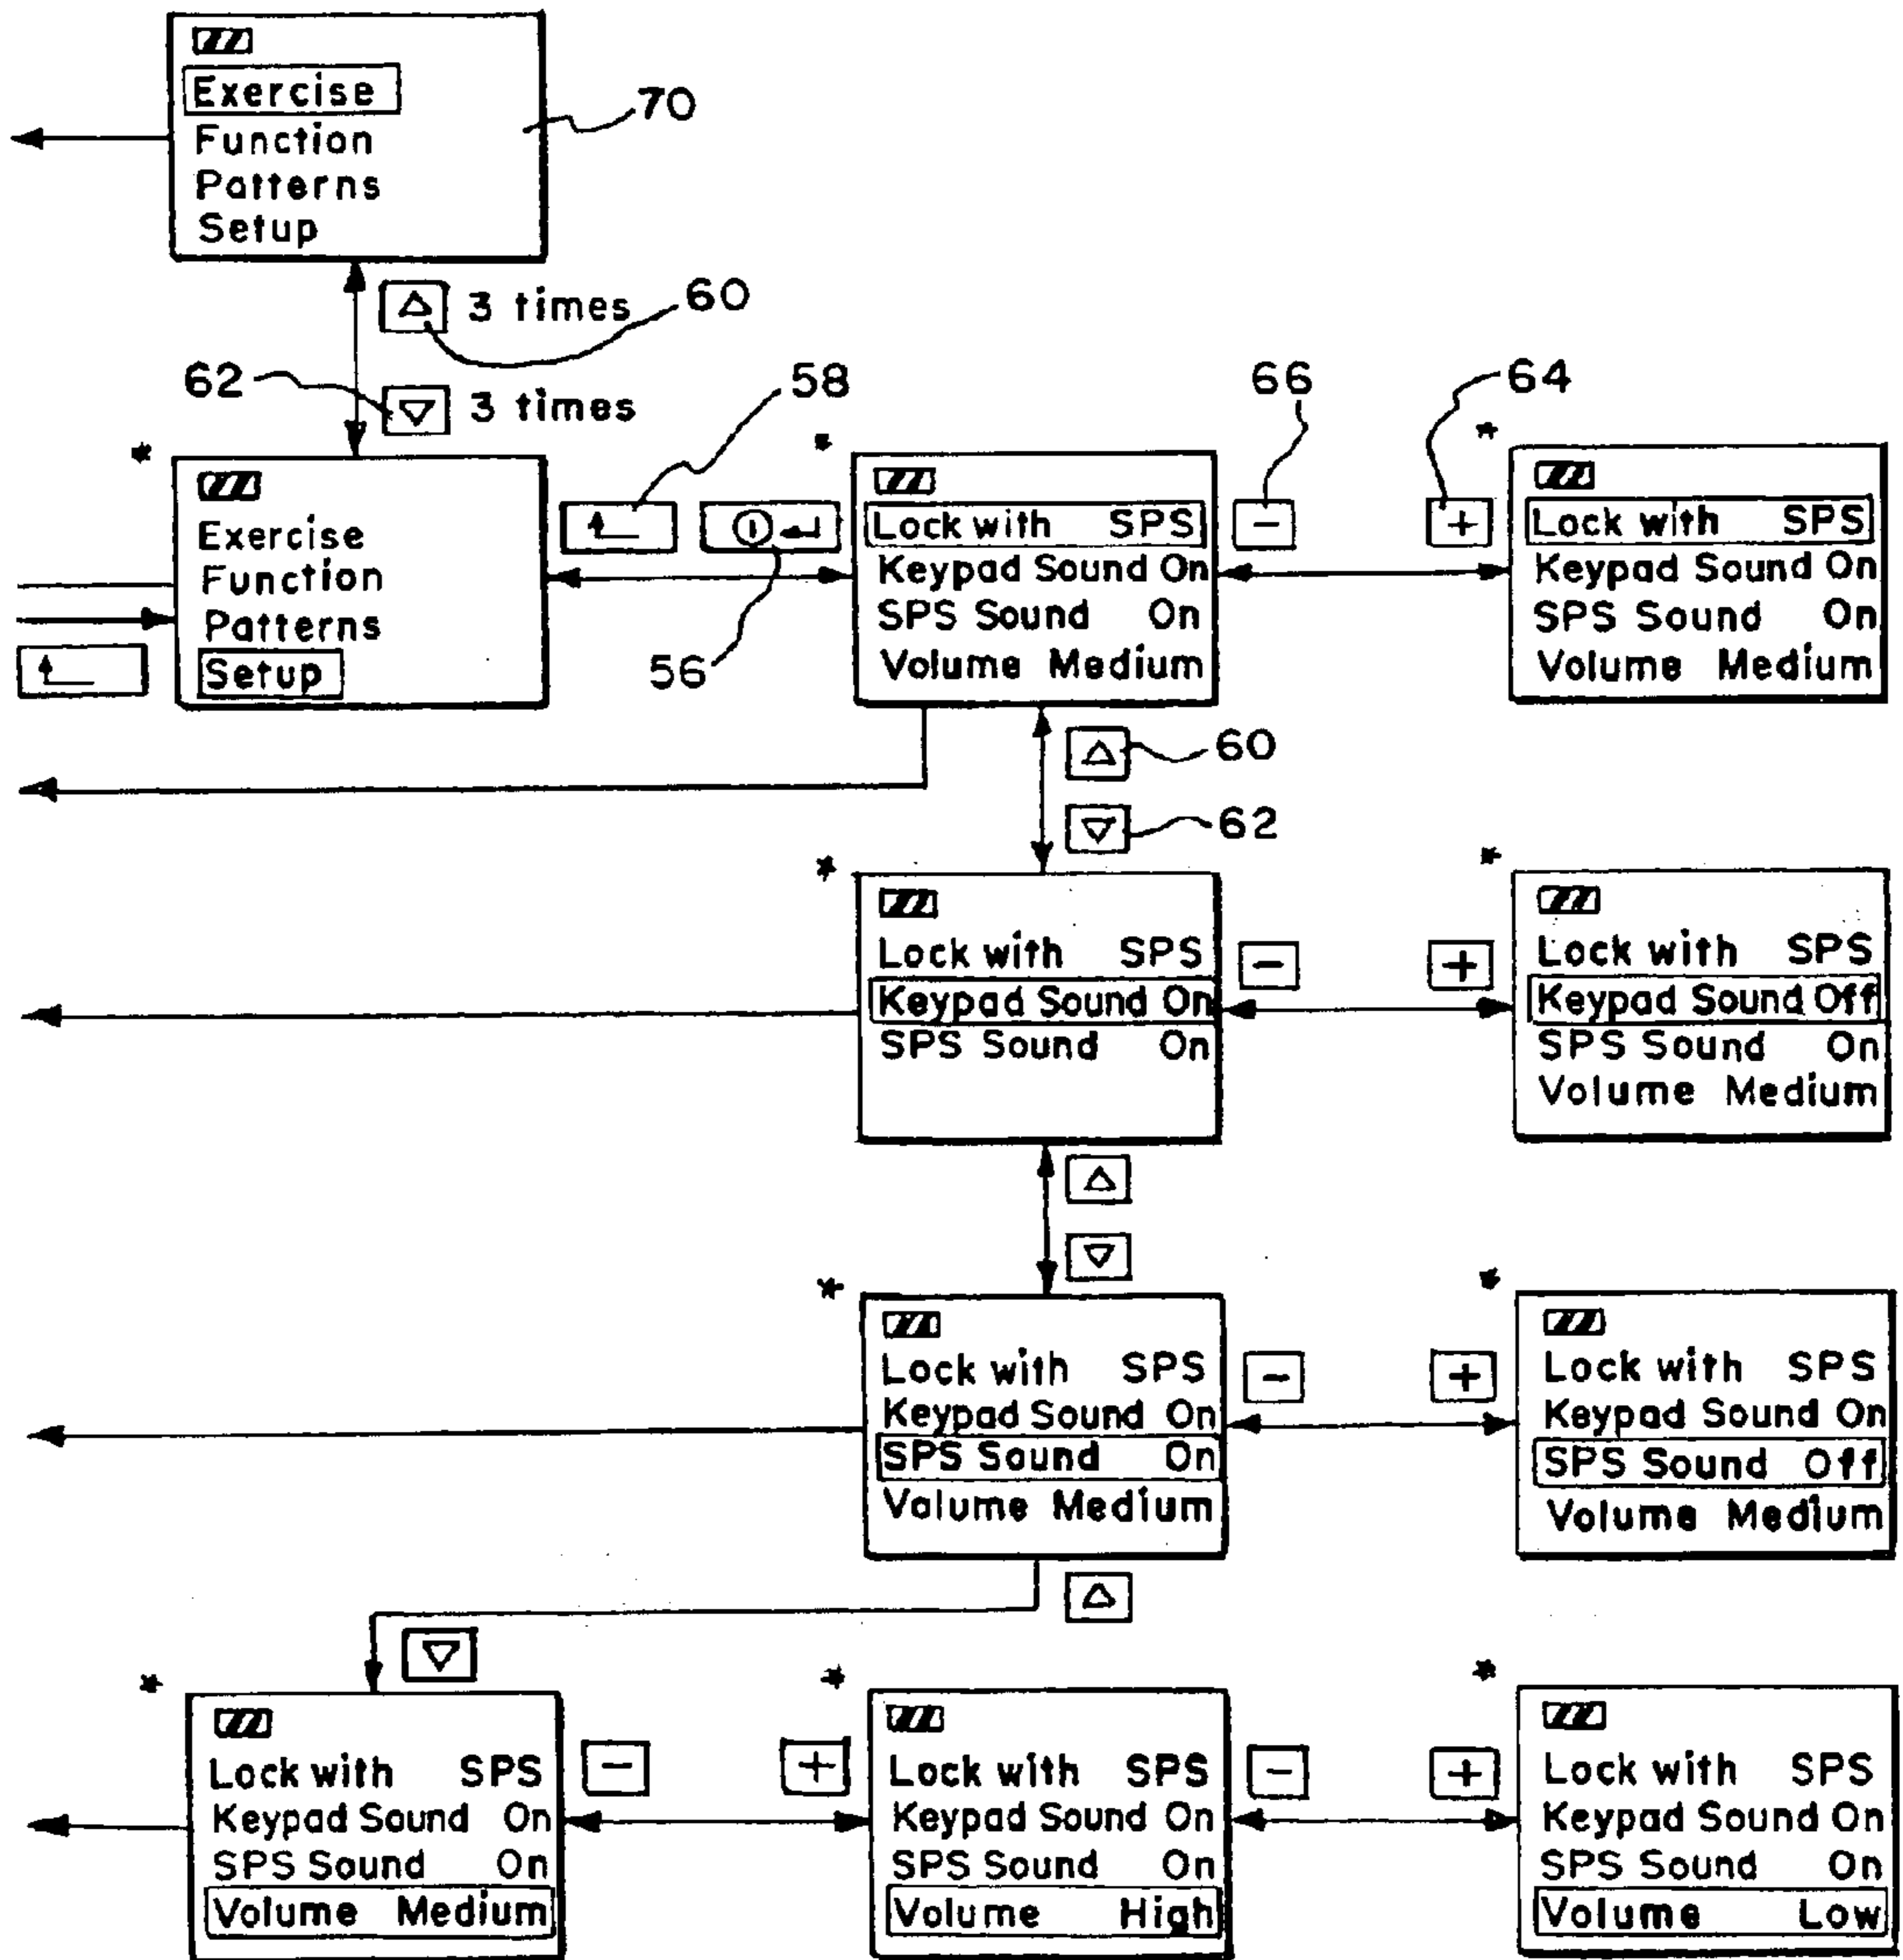 Exercise
Function
Patterns
Setup
70
3 times
60
62
3 times
58
66
64
*
Exercise
Function
Patterns
Setup
56
*
Lock with SPS
Keypad Sound On
SPS Sound On
Volume Medium
-
+
*
Lock with SPS
Keypad Sound On
SPS Sound On
Volume Medium
60
62
*
Lock with SPS
Keypad Sound On
SPS Sound On
-
+
*
Lock with SPS
Keypad Sound Off
SPS Sound On
Volume Medium
*
Lock with SPS
Keypad Sound On
SPS Sound On
Volume Medium
-
+
*
Lock with SPS
Keypad Sound On
SPS Sound Off
Volume Medium
*
Lock with SPS
Keypad Sound On
SPS Sound On
Volume Medium
-
+
*
Lock with SPS
Keypad Sound On
SPS Sound On
Volume High
-
+
*
Lock with SPS
Keypad Sound On
SPS Sound On
Volume Low